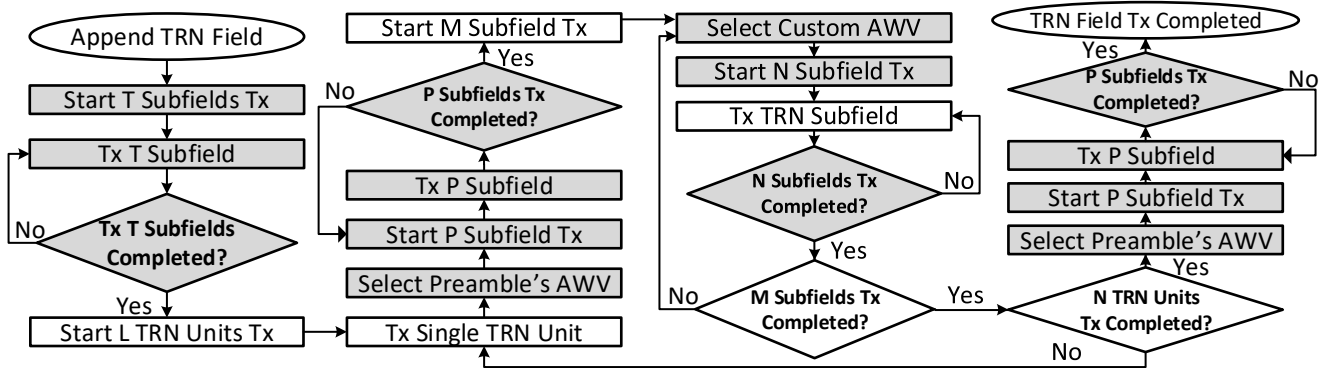 Append TRN Field
Start T Subfields Tx
Tx T Subfield
No
Tx T Subfields
Completed?
Yes
Start L TRN Units Tx
Start M Subfield Tx
Yes
No
P Subfields Tx
Completed?
Tx P Subfield
Start P Subfield Tx
Select Preamble's AWV
Tx Single TRN Unit
Select Custom AWV
Start N Subfield Tx
Tx TRN Subfield
N Subfields Tx
Completed?
No
Yes
No
M Subfields Tx
Completed?
Yes
TRN Field Tx Completed
Yes
P Subfields Tx
Completed?
No
Tx P Subfield
Start P Subfield Tx
Select Preamble's AWV
Yes
N TRN Units
Tx Completed?
No